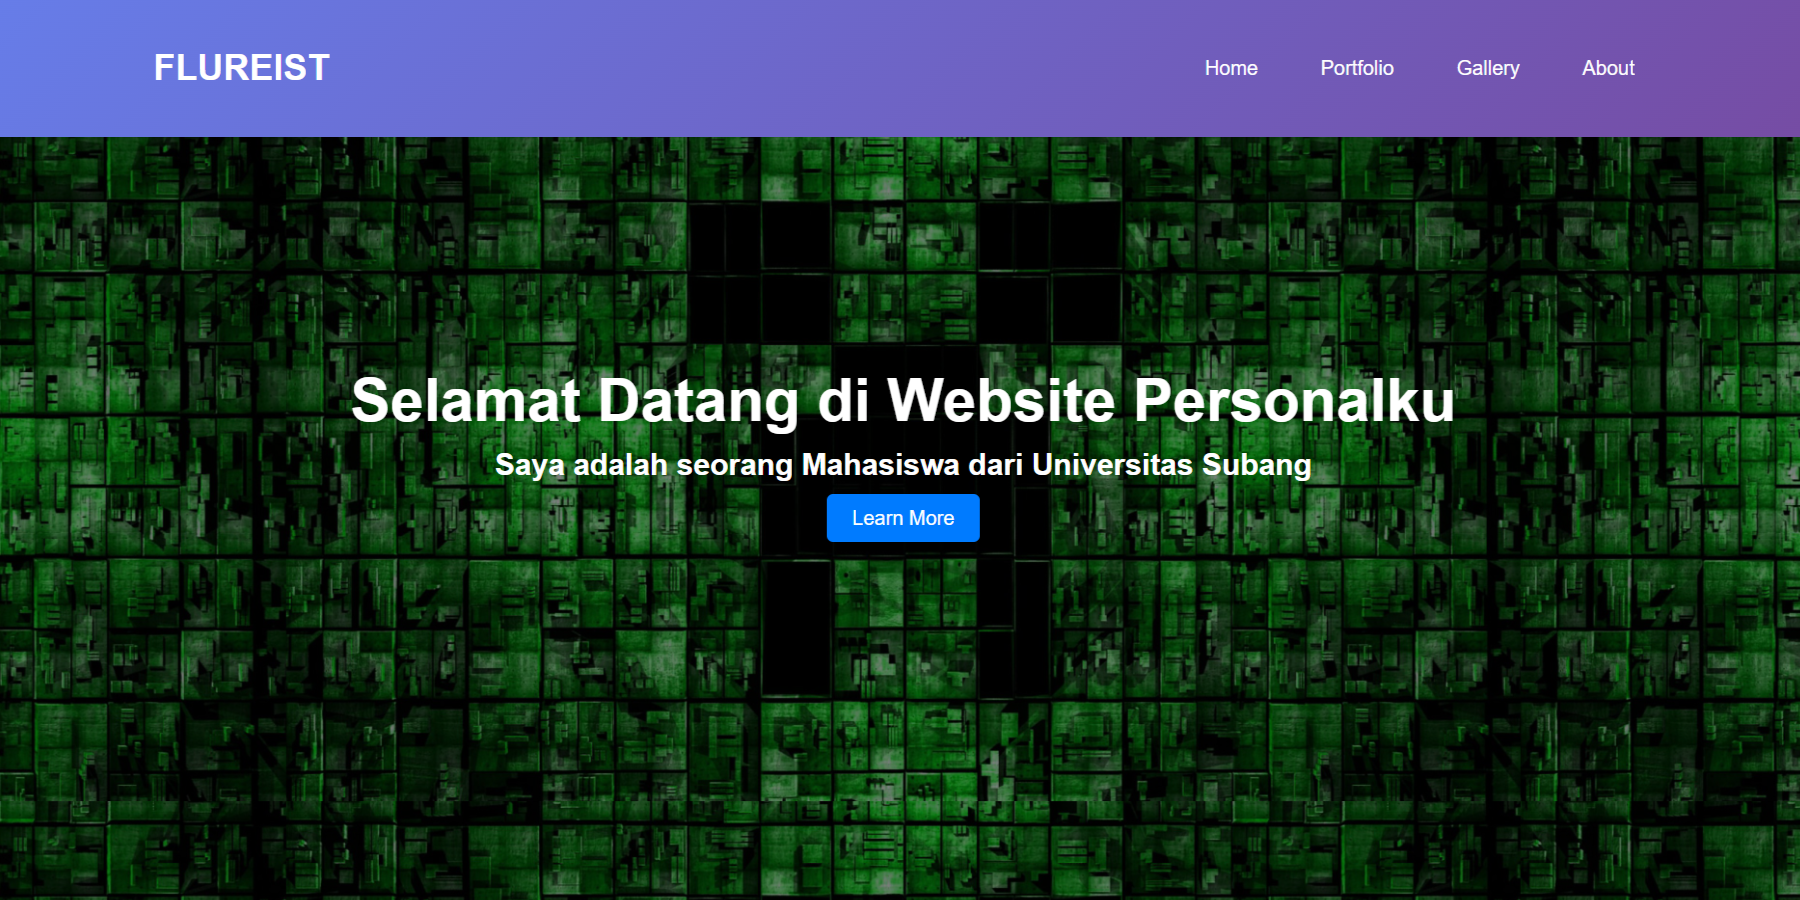 FLUREIST
Home Portfolio Gallery About
Selamat Datang di Website Personalku
Saya adalah seorang Mahasiswa dari Universitas Subang
Learn More